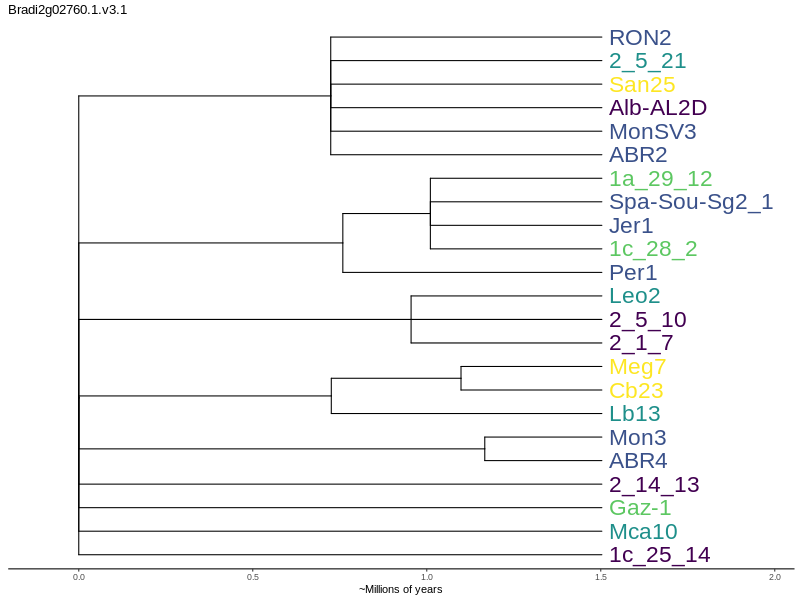 Bradi2g02760.1.v3.1
RON2
2_5_21
San25
Alb-AL2D
MonSV3
ABR2
1a_29_12
Spa-Sou-Sg2_1
Jer1
1c_28_2
Per1
Leo2
2_5_10
2_1_7
Meg7
Cb23
Lb13
Mon3
ABR4
2_14_13
Gaz-1
Mca10
1c_25_14
0.0 0.5 1.0 1.5 2.0
~Millions of years